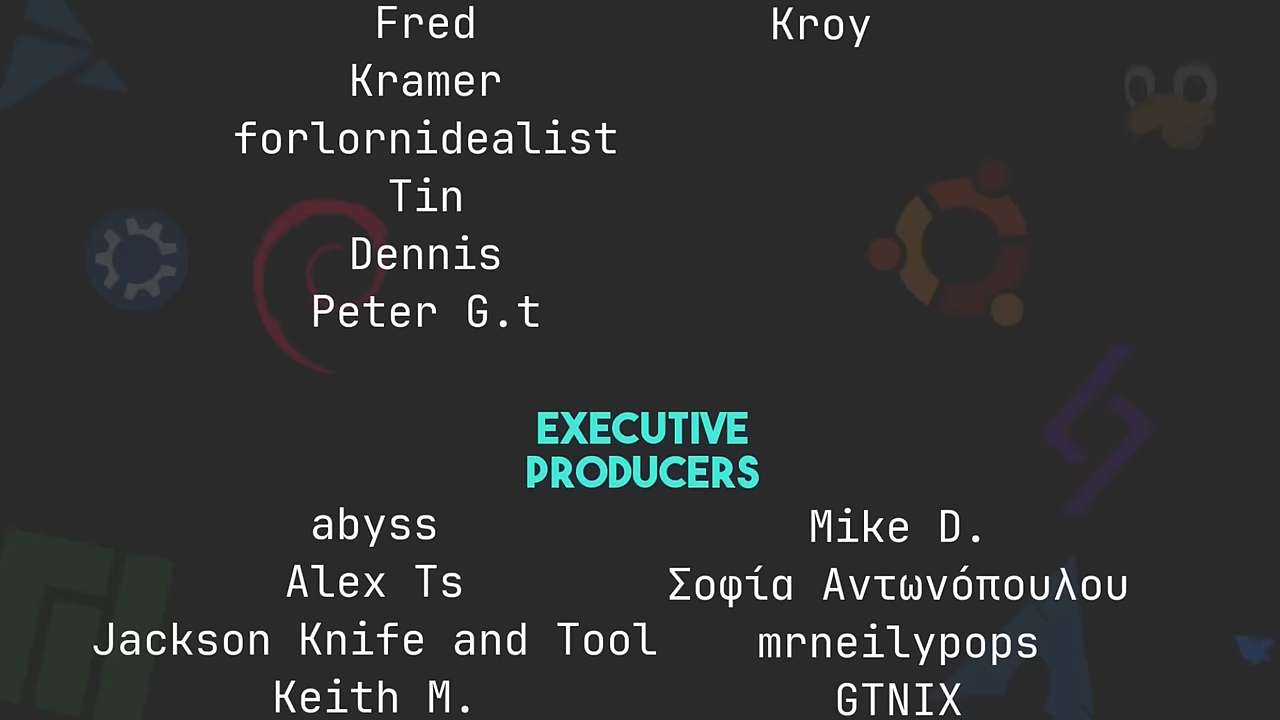 Fred
Kramer
forlornidealist
Tin
Dennis
Peter G.t
Kroy
EXECUTIVE
PRODUCERS
abyss
Alex Ts
Jackson Knife and Tool
Keith M.
Mike D.
Σοφία Αντωνόπουλου
mrneilypops
GTNIX